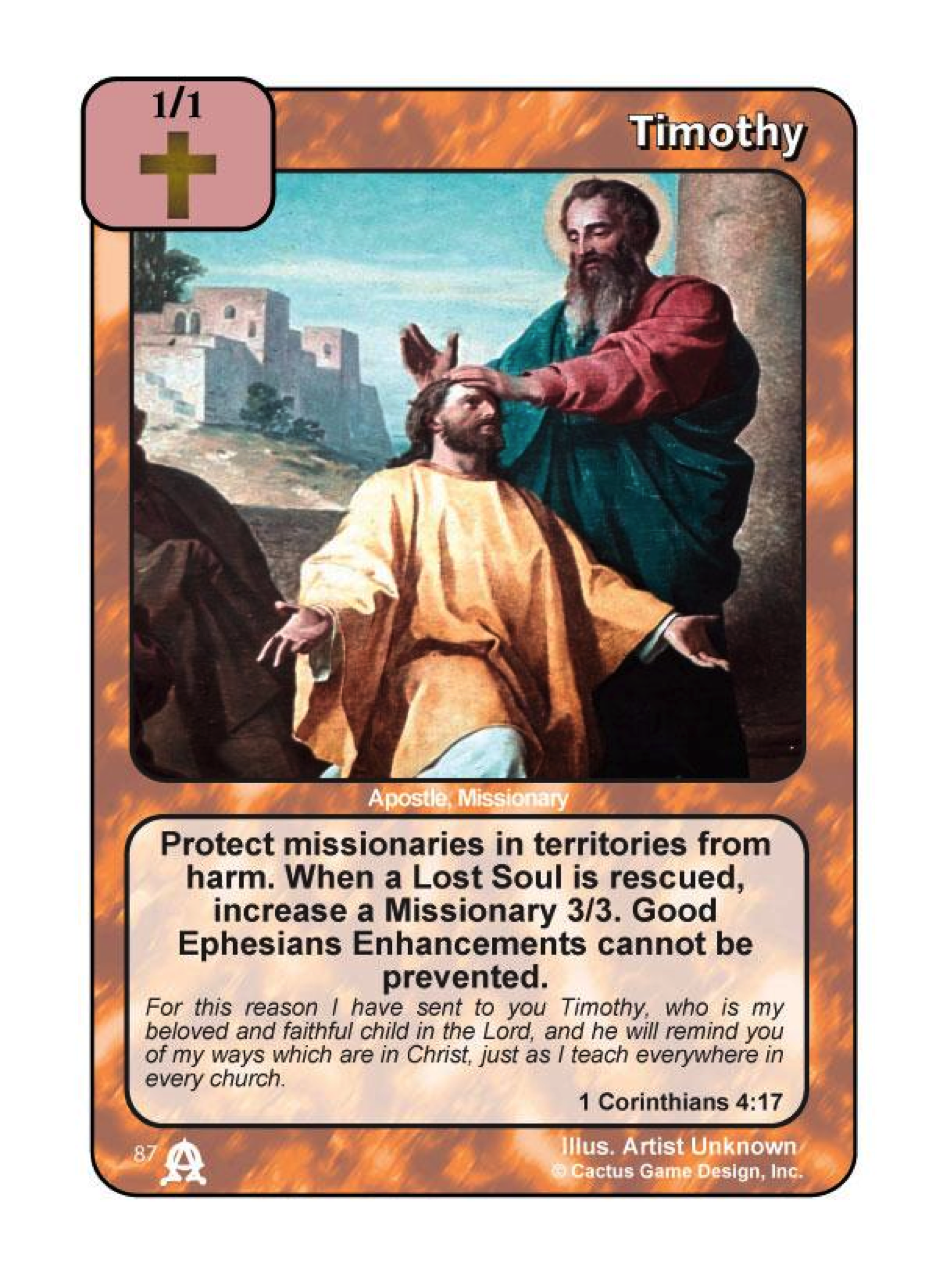 1/1
Timothy
Apostle, Missionary
Protect missionaries in territories from
harm. When a Lost Soul is rescued,
increase a Missionary 3/3. Good
Ephesians Enhancements cannot be
prevented.
For this reason I have sent to you Timothy, who is my
beloved and faithful child in the Lord, and he will remind you
of my ways which are in Christ, just as I teach everywhere in
every church.
1 Corinthians 4:17
87
Illus. Artist Unknown
© Cactus Game Design, Inc.